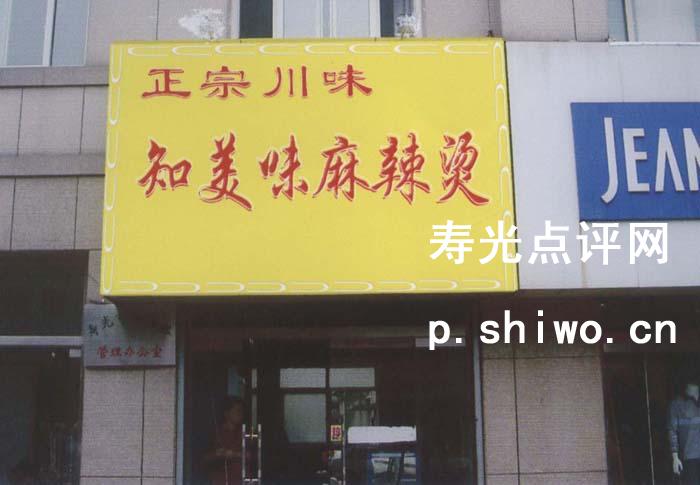 正宗川味
知美味麻辣烫
JEAN
寿光点评网
p.shiwo.cn
管理办公室